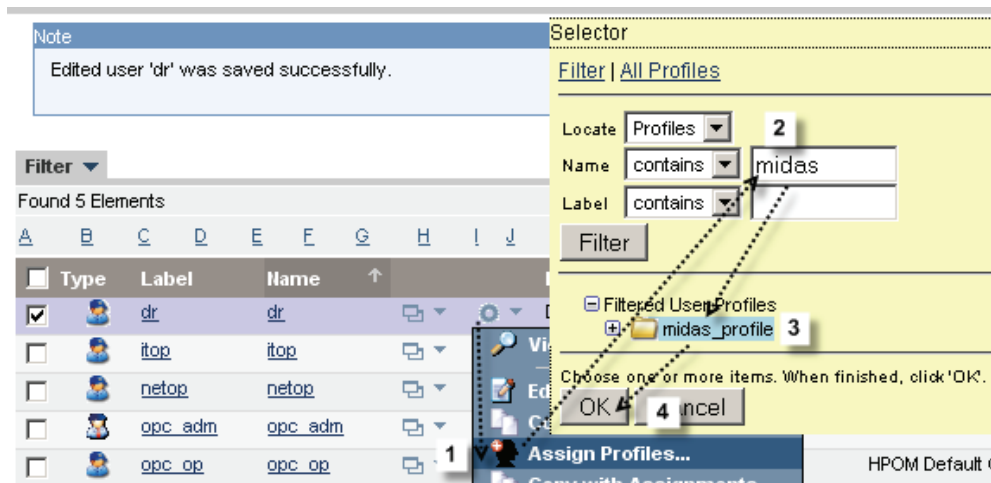 Note
Edited user 'dr' was saved successfully.
Filter
Found 5 Elements
A B C D E F G H I J
Type Label Name
dr dr
itop itop
netop netop
opc_adm opc_adm
opc_op opc_op
HPOM Default
1
Assign Profiles...
Copy with Assignments
Selector
Filter | All Profiles
Locate Profiles 2
Name contains midas
Label contains
Filter
Filtered User Profiles
midas_profile 3
Choose one or more items. When finished, click 'OK'.
OK 4